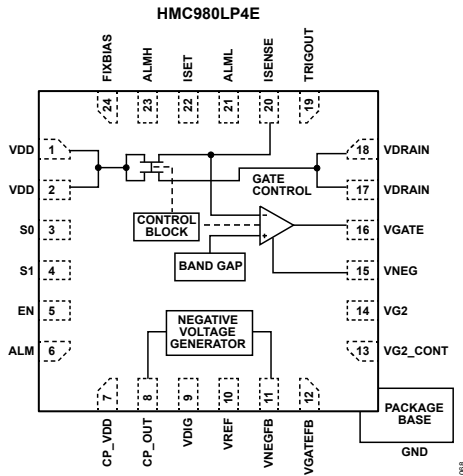 HMC980LP4E
FIXBIAS
ALMH
ISET
ALML
ISENSE
TRIGOUT
24
23
22
21
20
19
VDD 1
VDD 2
S0 3
S1 4
EN 5
ALM 6
18 VDRAIN
17 VDRAIN
16 VGATE
15 VNEG
14 VG2
13 VG2_CONT
GATE
CONTROL
CONTROL
BLOCK
–
+
BAND GAP
NEGATIVE
VOLTAGE
GENERATOR
7
8
9
10
11
12
CP_VDD
CP_OUT
VDIG
VREF
VNEGFB
VGATEFB
PACKAGE
BASE
GND